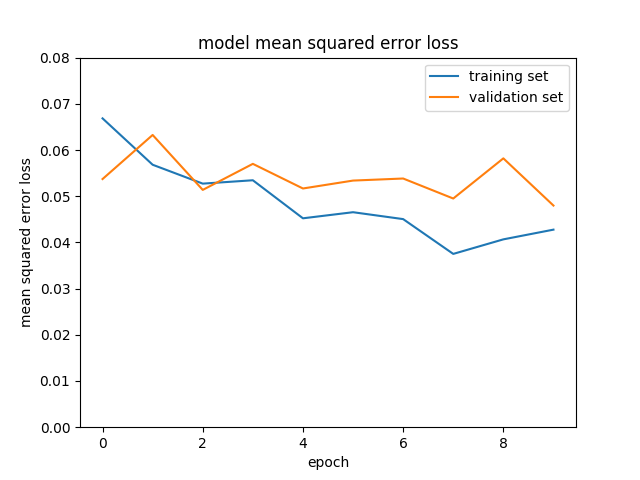 model mean squared error loss
training set
validation set
0.08
0.07
0.06
0.05
0.04
0.03
0.02
0.01
0.00
mean squared error loss
0 2 4 6 8
epoch